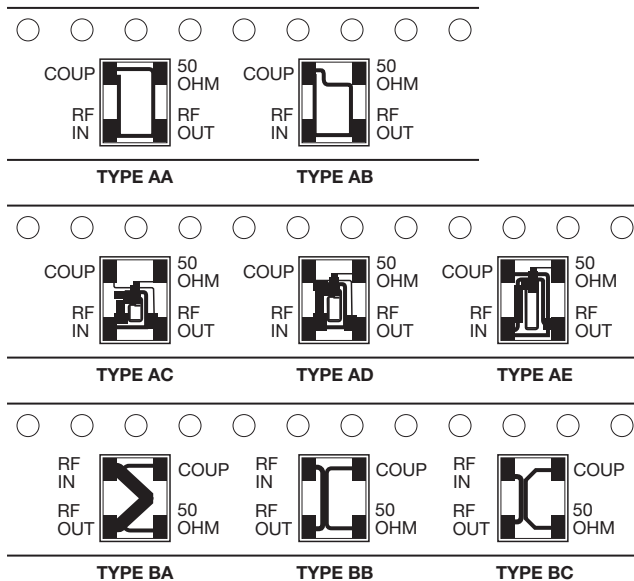 COUP 50 OHM COUP 50 OHM
RF IN RF OUT RF IN RF OUT
TYPE AA TYPE AB
COUP 50 OHM COUP 50 OHM COUP 50 OHM
RF IN RF OUT RF IN RF OUT RF IN RF OUT
TYPE AC TYPE AD TYPE AE
RF IN COUP RF IN COUP RF IN COUP
RF OUT 50 OHM RF OUT 50 OHM RF OUT 50 OHM
TYPE BA TYPE BB TYPE BC